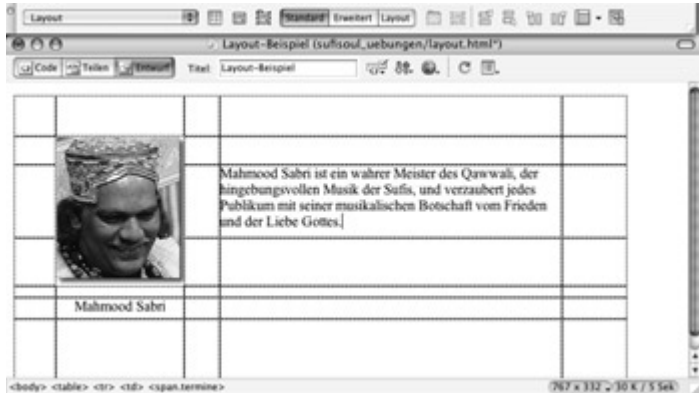 Layout
Standard Erweitert Layout
Layout-Beispiel (sufisoul_uebungen/layout.html*)
Code Teilen Entwurf Titel: Layout-Beispiel
Mahmood Sabri ist ein wahrer Meister des Qawwali, der
hingebungsvollen Musik der Sufis, und verzaubert jedes
Publikum mit seiner musikalischen Botschaft vom Frieden
und der Liebe Gottes.
Mahmood Sabri
<body> <table> <tr> <td> <span.termine>
767 x 332 30 K / 5 Sek